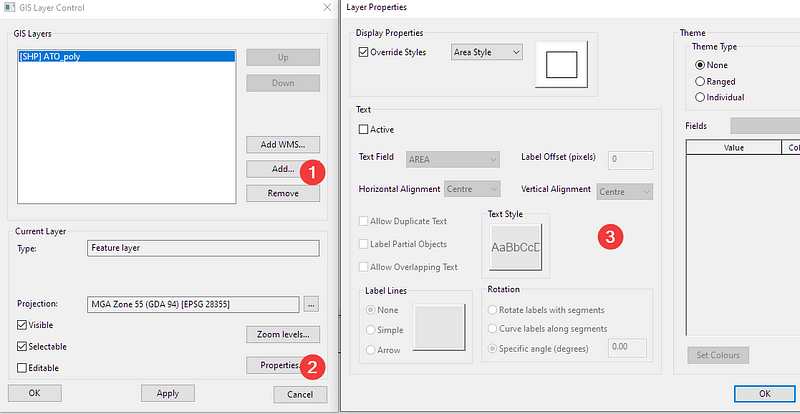 GIS Layer Control
GIS Layers
[SHP] ATO_poly
Up
Down
Add WMS...
Add...
1
Remove
Current Layer
Type:
Feature layer
Projection:
MGA Zone 55 (GDA 94) [EPSG 28355]
...
Visible
Selectable
Editable
Zoom levels...
Properties
2
OK
Apply
Cancel
Layer Properties
Display Properties
Override Styles
Area Style
Text
Active
Text Field
AREA
Label Offset (pixels)
0
Horizontal Alignment
Centre
Vertical Alignment
Centre
Allow Duplicate Text
Label Partial Objects
Allow Overlapping Text
Text Style
AaBbCcD
3
Label Lines
None
Simple
Arrow
Rotation
Rotate labels with segments
Curve labels along segments
Specific angle (degrees)
0.00
Theme
Theme Type
None
Ranged
Individual
Fields
Value
Col
Set Colours
OK